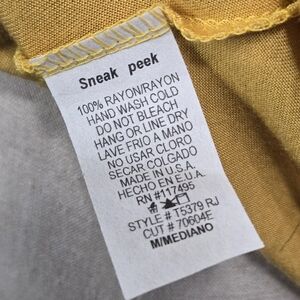 Sneak peek
100% RAYON/RAYON
HAND WASH COLD
DO NOT BLEACH
HANG OR LINE DRY
LAVE FRIO A MANO
NO USAR CLORO
SECAR COLGADO
MADE IN U.S.A.
HECHO EN E.U.A.
RN #117495
STYLE # T5379 RJ
CUT # 70604E
M/MEDIANO